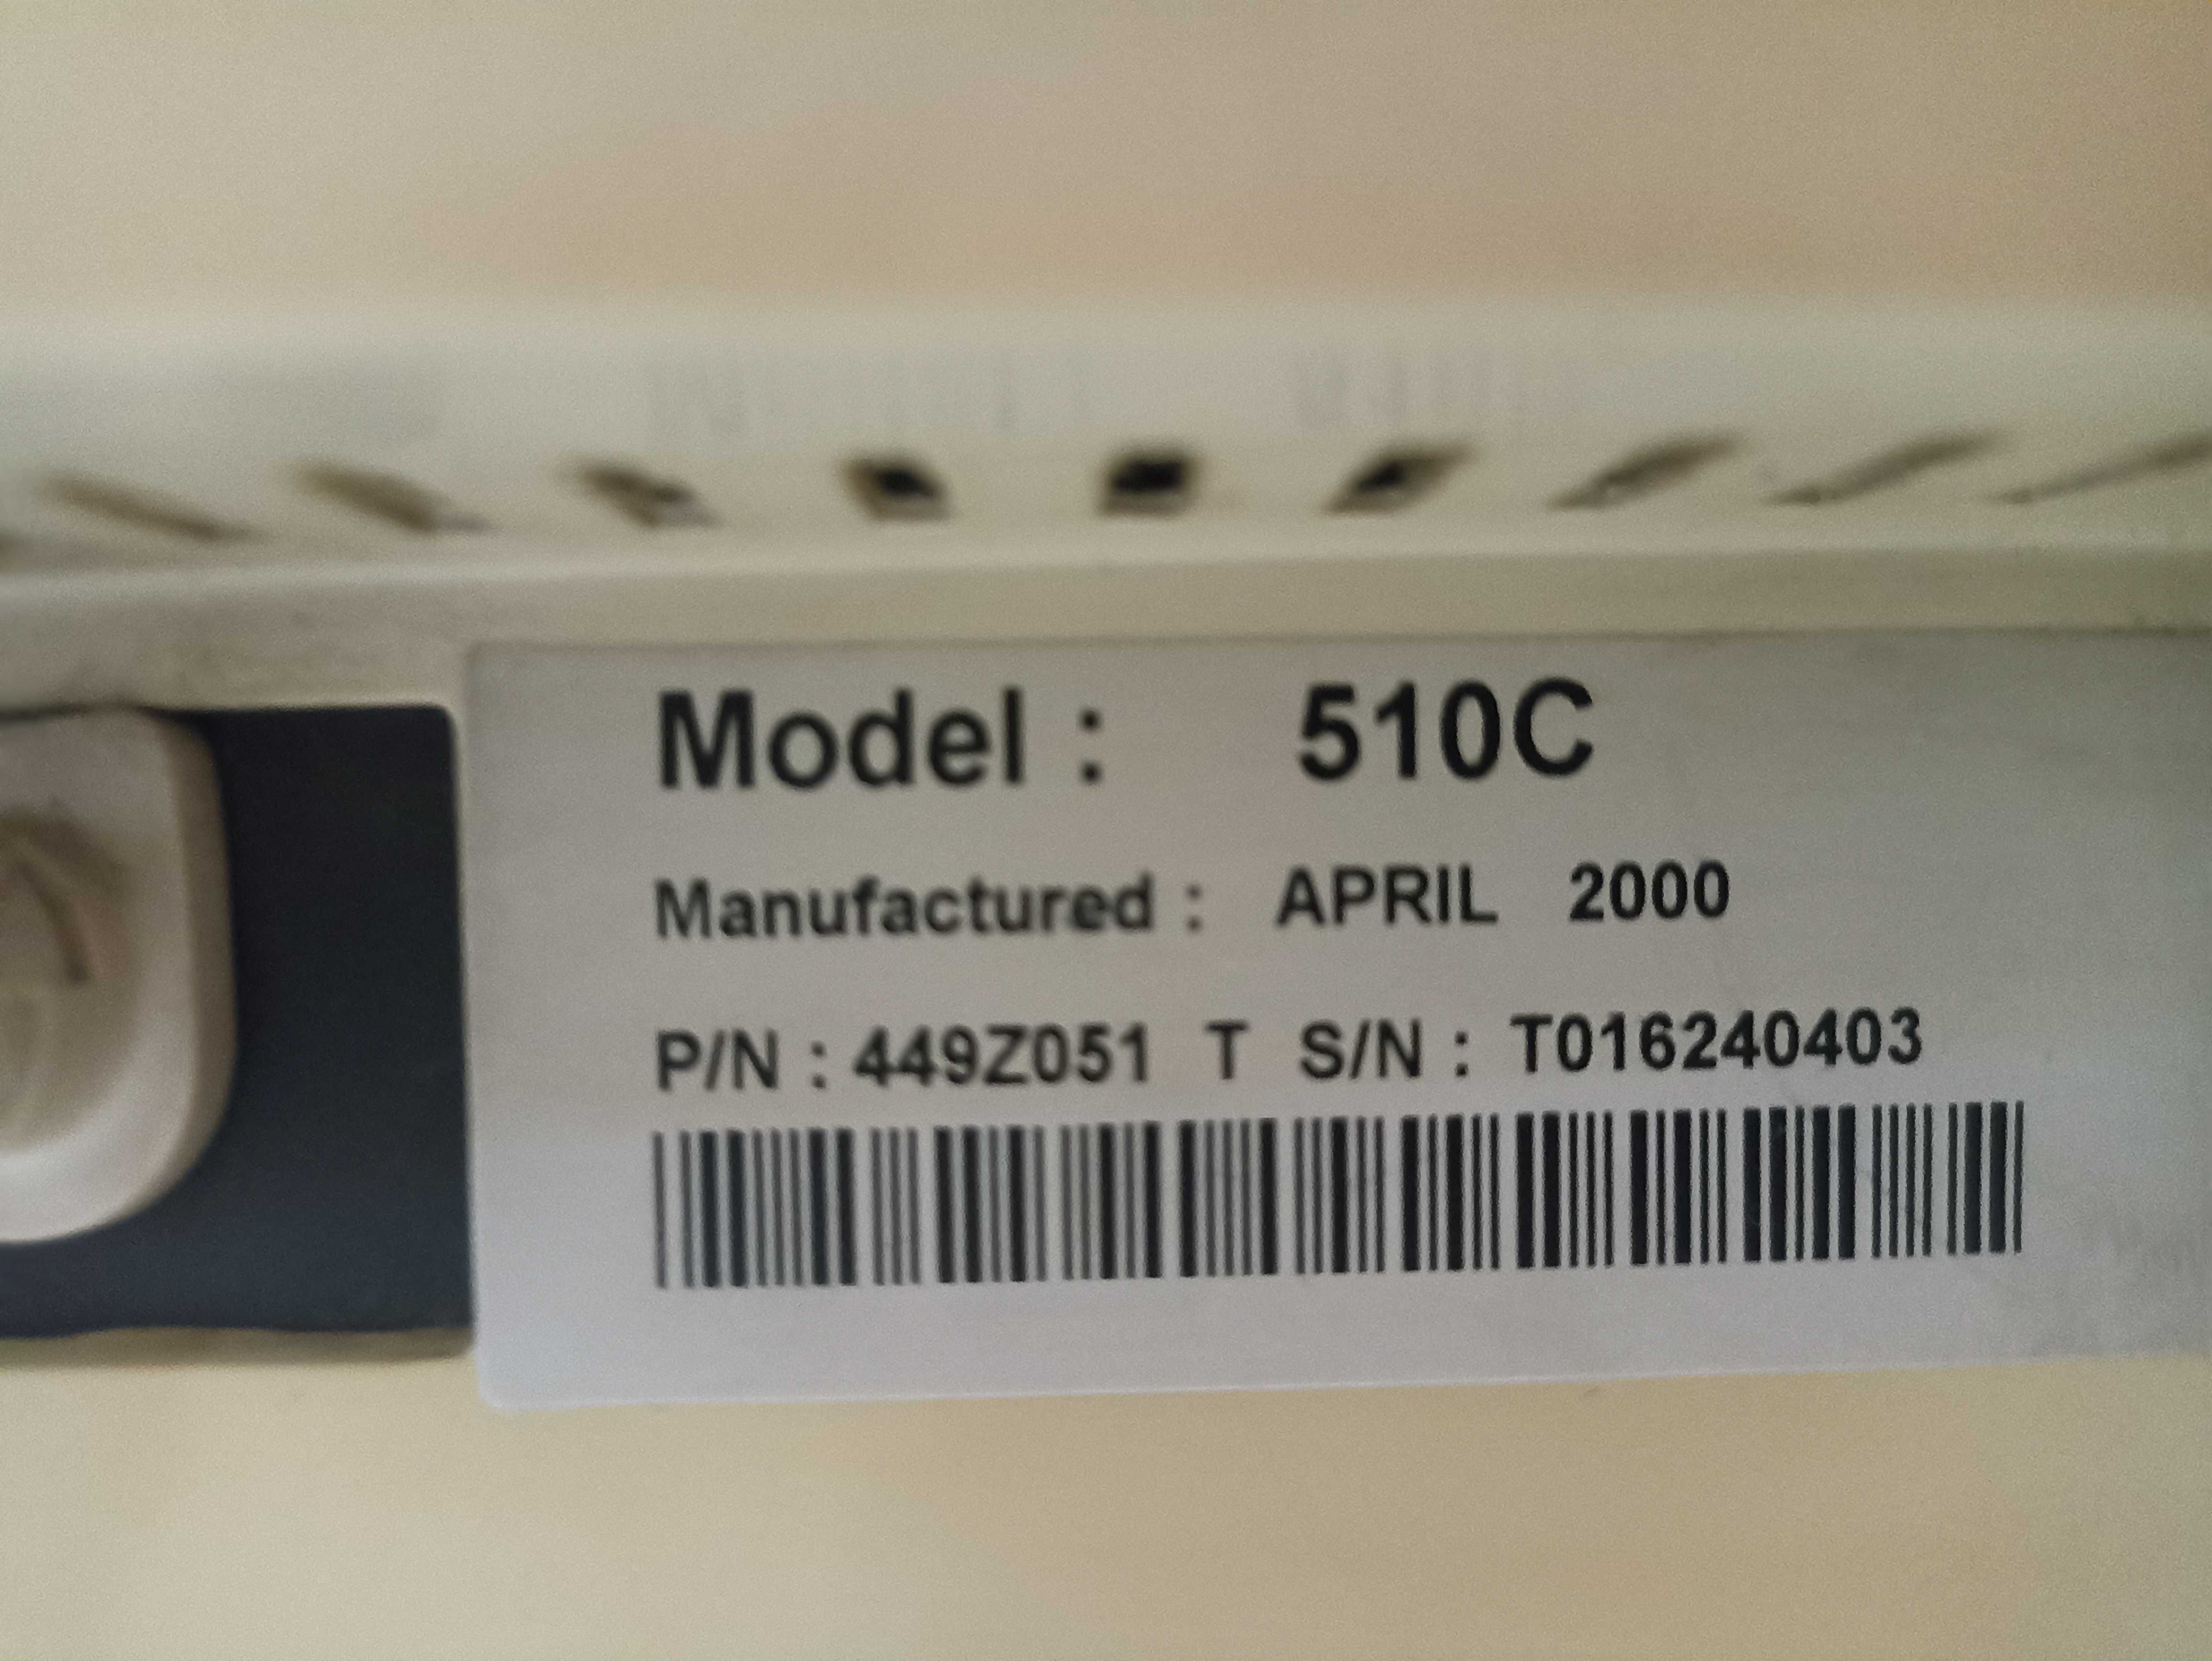 Model : 510C
Manufactured : APRIL 2000
P/N : 449Z051 T S/N : T016240403